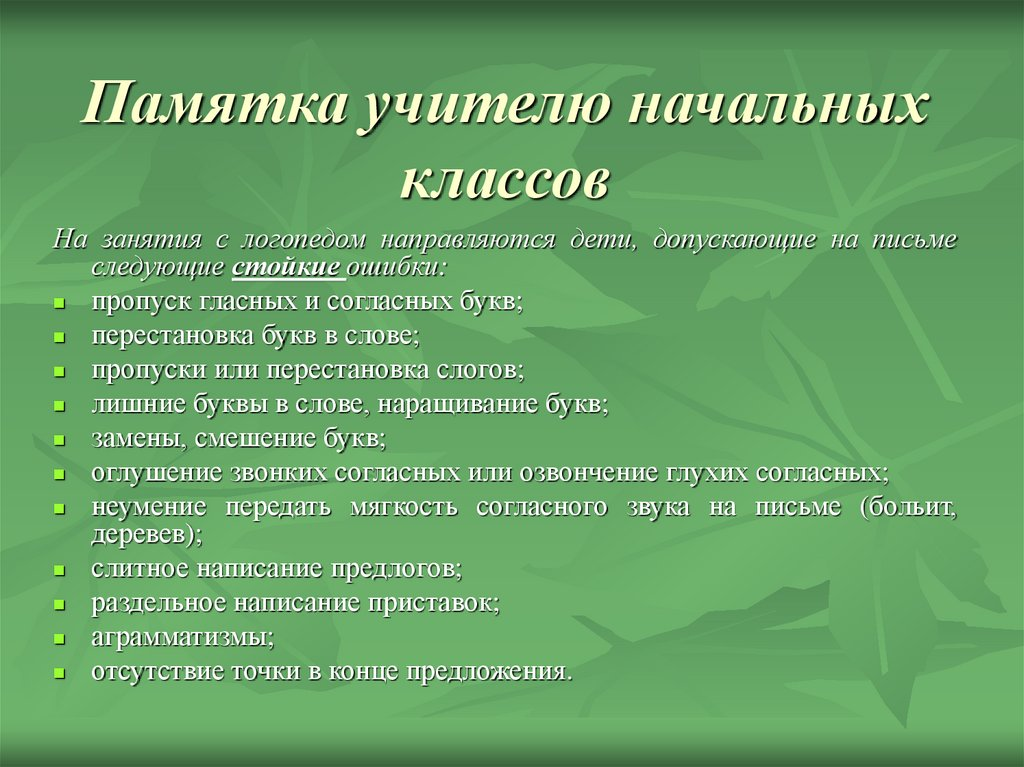 Памятка учителю начальных
классов
На занятия с логопедом направляются дети, допускающие на письме
следующие стойкие ошибки:
пропуск гласных и согласных букв;
перестановка букв в слове;
пропуски или перестановка слогов;
лишние буквы в слове, наращивание букв;
замены, смешение букв;
оглушение звонких согласных или озвончение глухих согласных;
неумение передать мягкость согласного звука на письме (больит,
деревев);
слитное написание предлогов;
раздельное написание приставок;
аграмматизмы;
отсутствие точки в конце предложения.